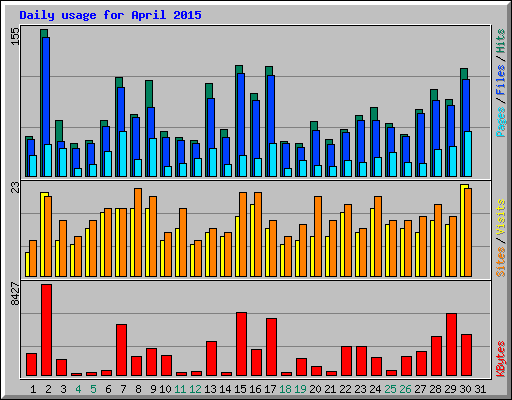 Daily usage for April 2015
155
Pages / Files / Hits
23
Sites / Visits
8427
KBytes
1 2 3 4 5 6 7 8 9 10 11 12 13 14 15 16 17 18 19 20 21 22 23 24 25 26 27 28 29 30 31